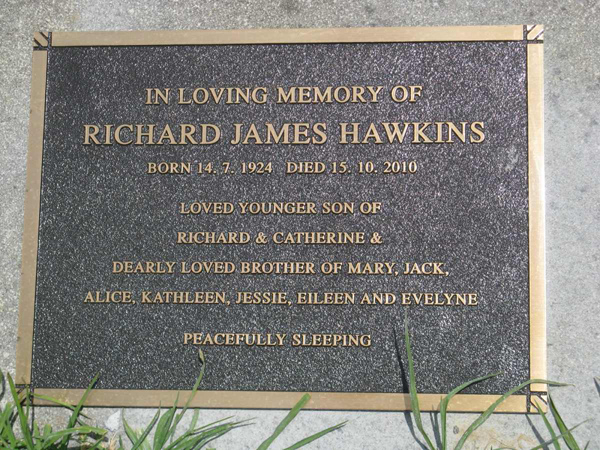 IN LOVING MEMORY OF
RICHARD JAMES HAWKINS
BORN 14. 7. 1924 DIED 15. 10. 2010
LOVED YOUNGER SON OF
RICHARD & CATHERINE &
DEARLY LOVED BROTHER OF MARY, JACK,
ALICE, KATHLEEN, JESSIE, EILEEN AND EVELYNE
PEACEFULLY SLEEPING